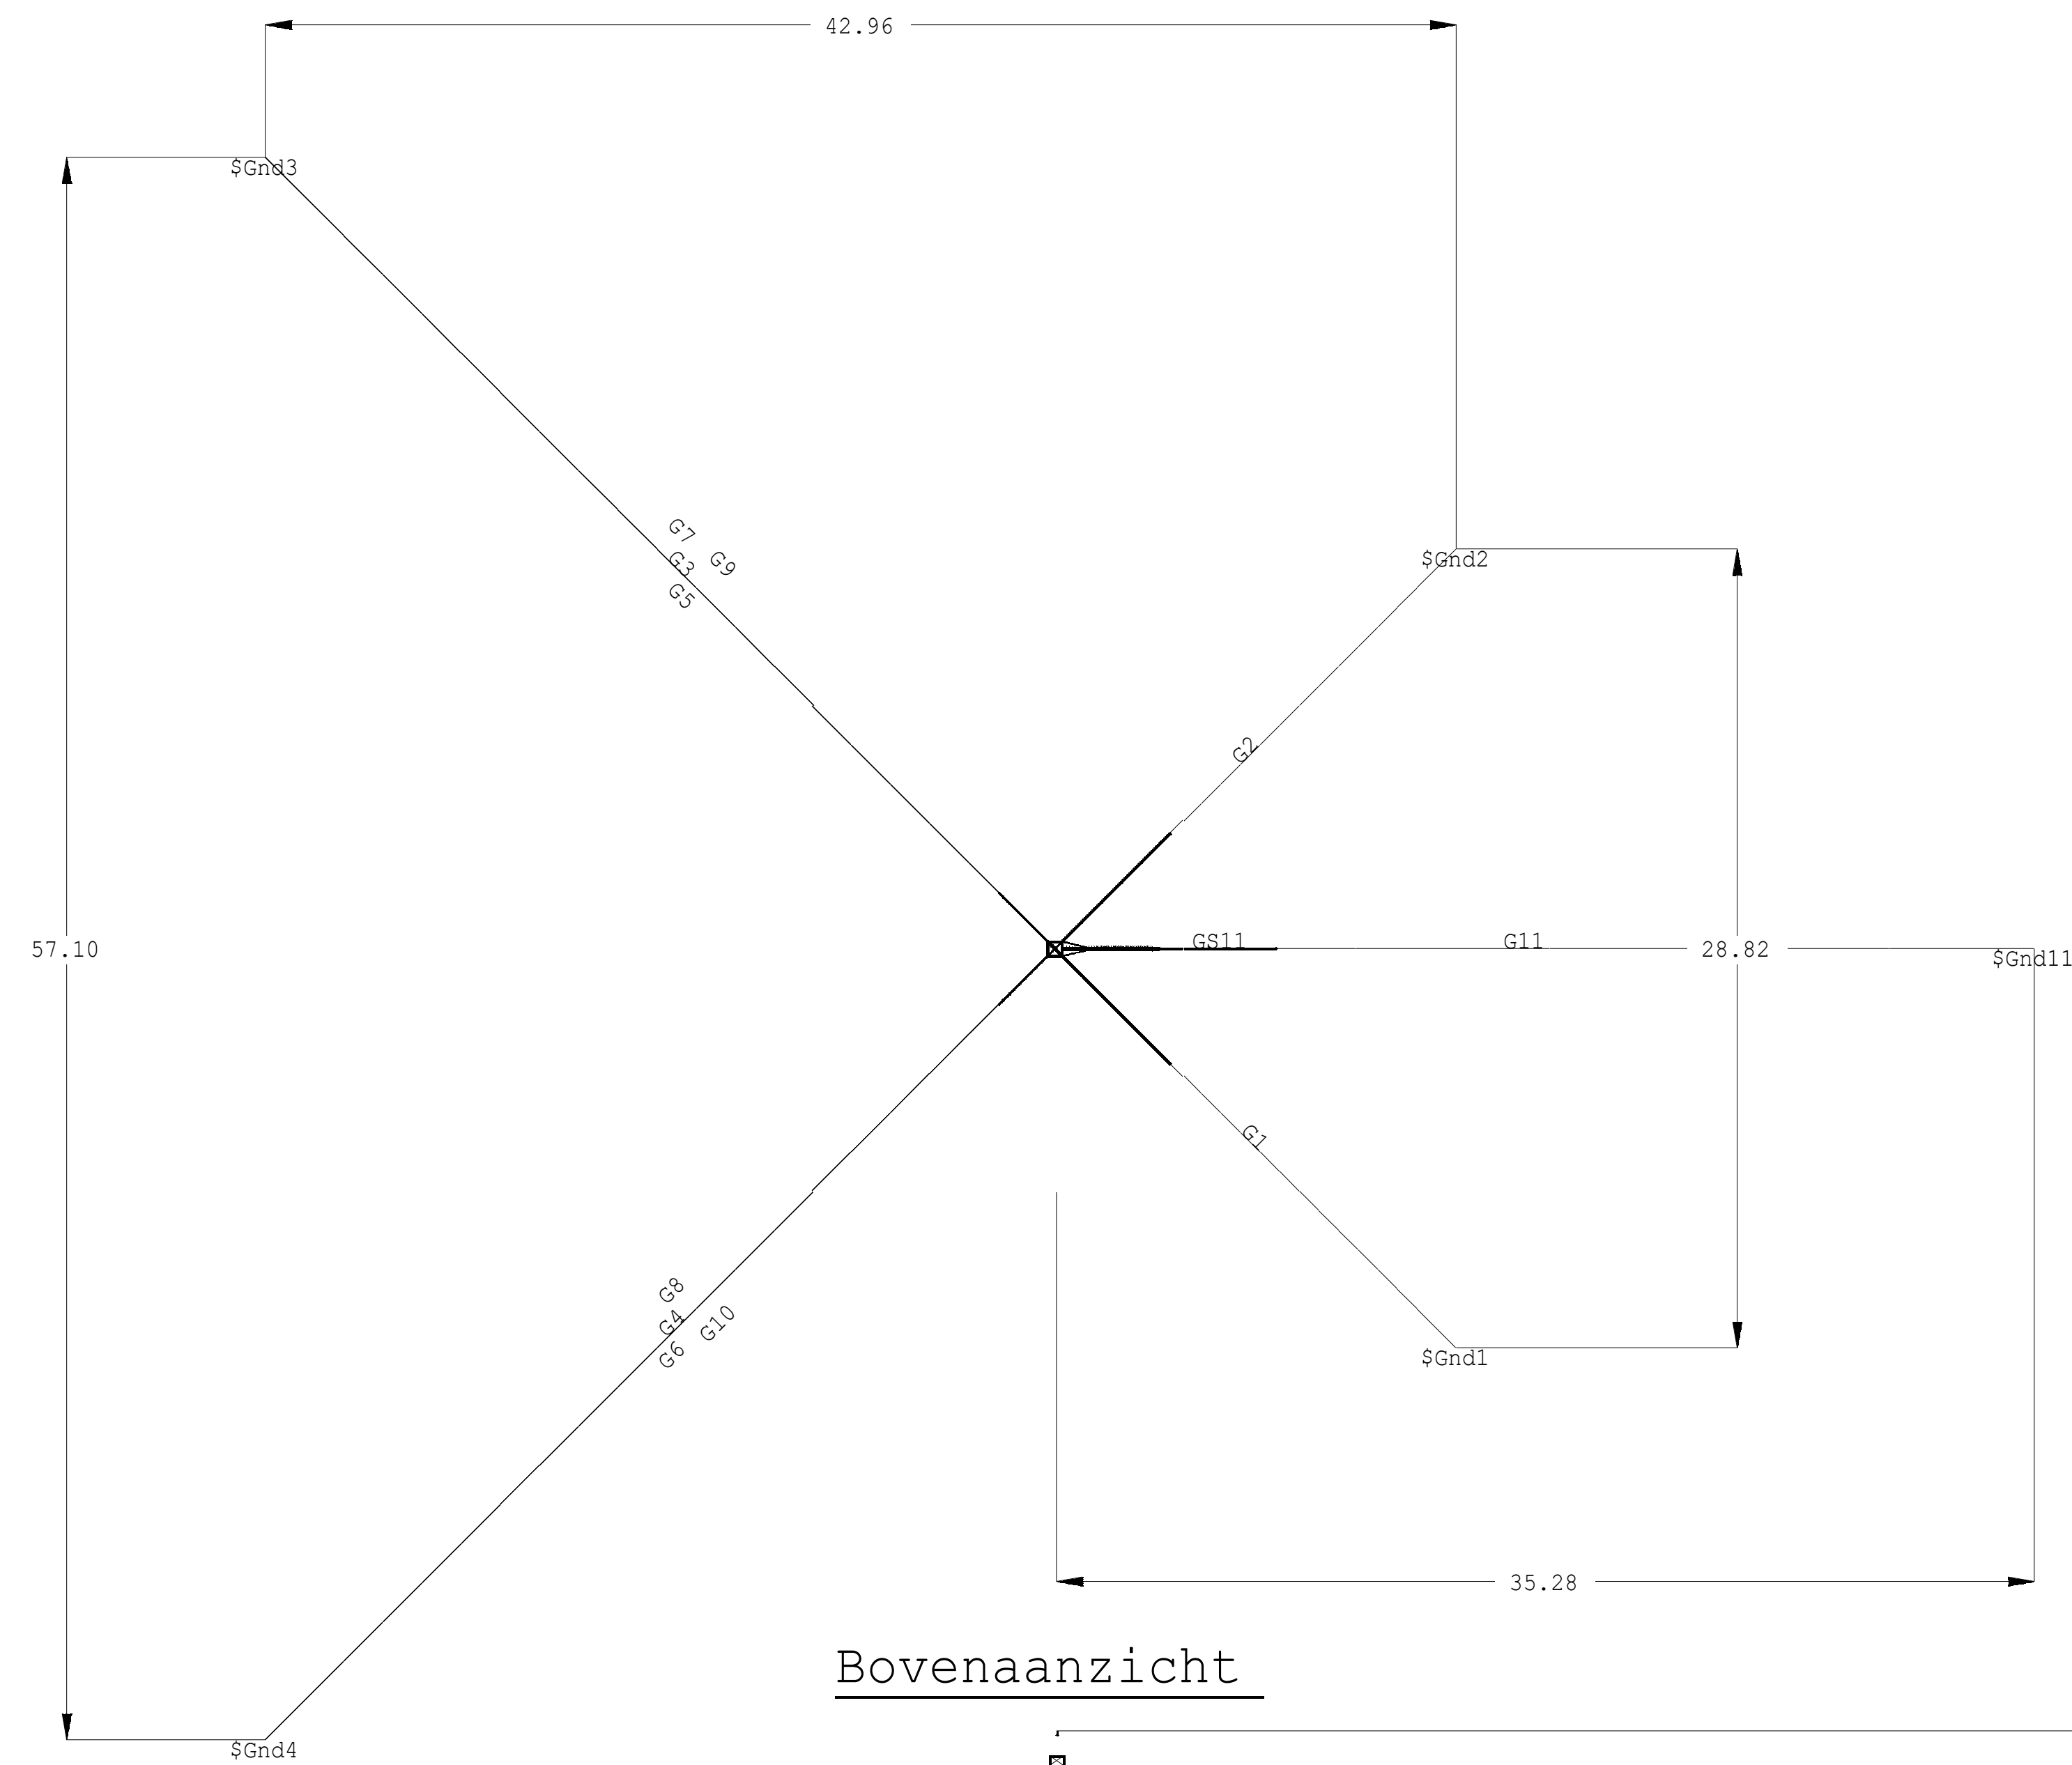 42.96
$Gnd3
G7
G9
G3
G5
$Gnd2
G2
57.10
GS11
G11
28.82
$Gnd11
G1
G8
G4
G10
G6
$Gnd1
35.28
Bovenaanzicht
$Gnd4